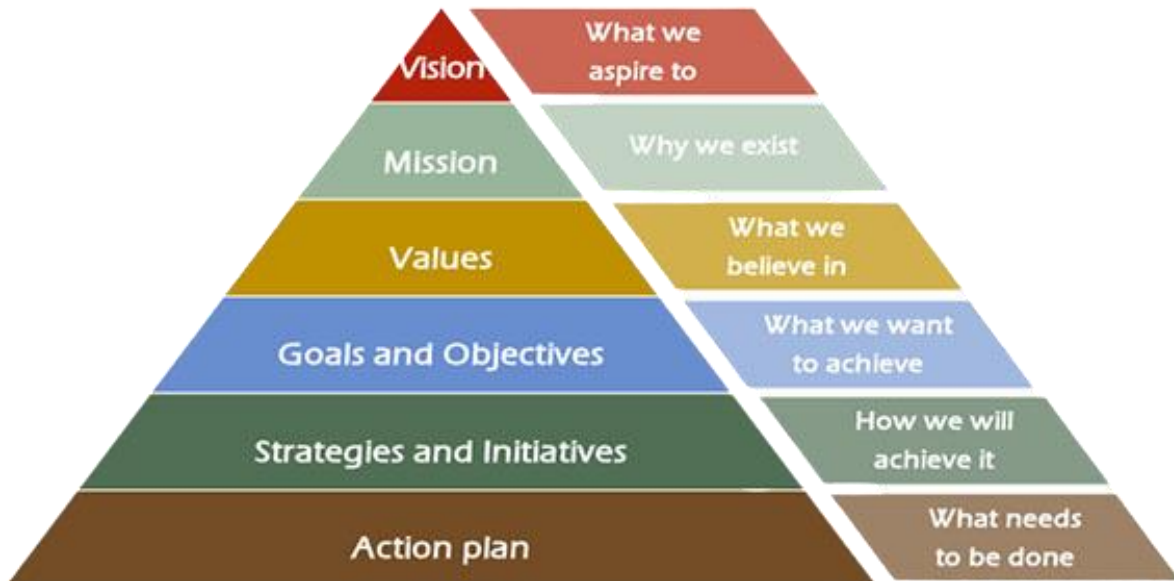 Vision
What we
aspire to
Mission
Why we exist
Values
What we
believe in
Goals and Objectives
What we want
to achieve
Strategies and Initiatives
How we will
achieve it
Action plan
What needs
to be done